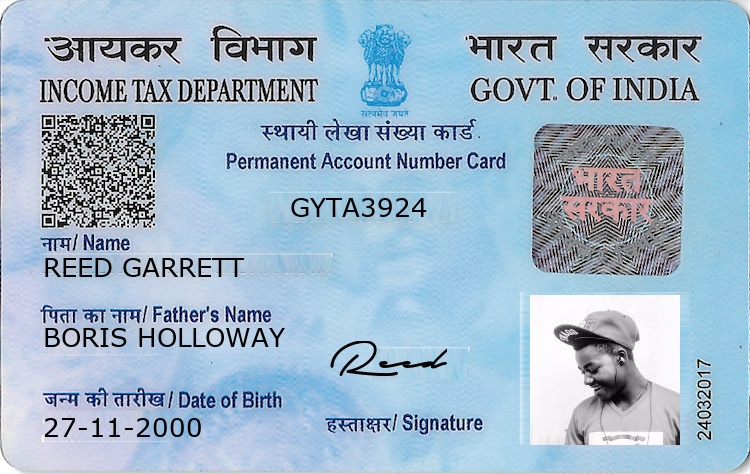 आयकर विभाग
INCOME TAX DEPARTMENT
सत्यमेव जयते
भारत सरकार
GOVT. OF INDIA
स्थायी लेखा संख्या कार्ड
Permanent Account Number Card
GYTA3924
भारत
सरकार
नाम/ Name
REED GARRETT
पिता का नाम/ Father's Name
BORIS HOLLOWAY
Reed
जन्म की तारीख/ Date of Birth
27-11-2000
हस्ताक्षर/ Signature
24032017